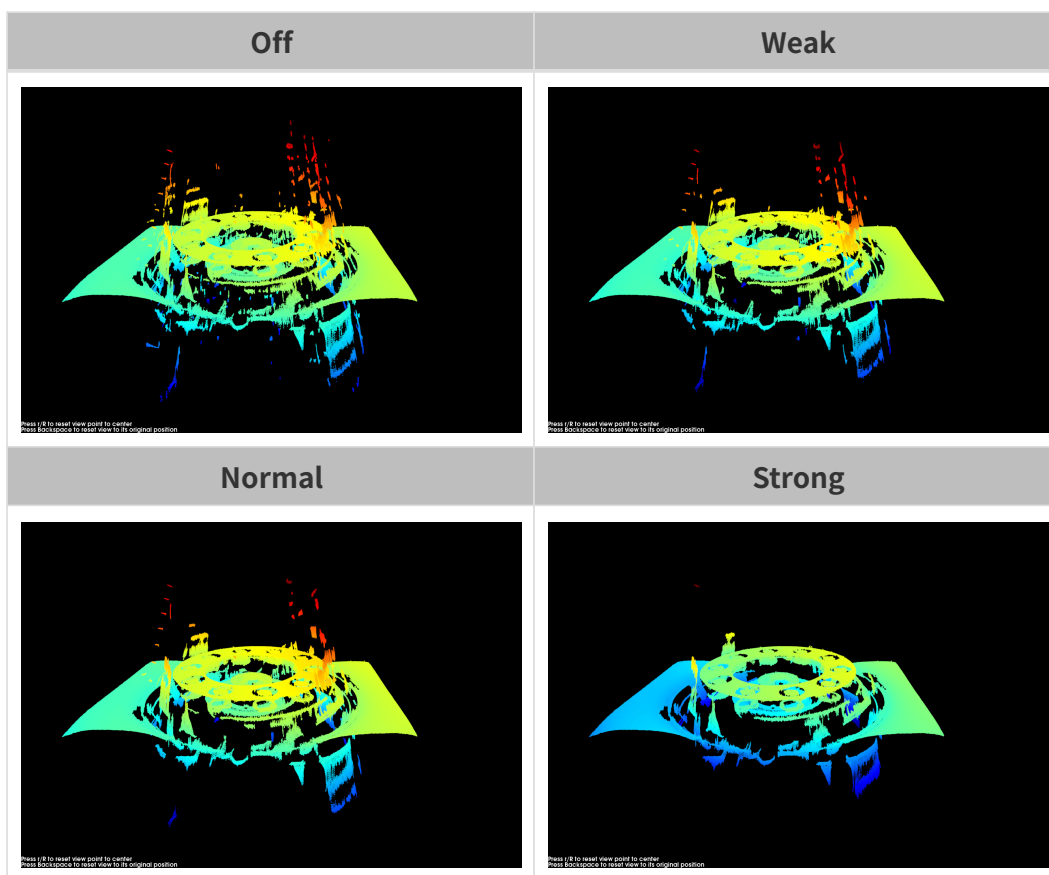 Off
Weak
Press r/R to reset view point to center
Press Backspace to reset view to its original position
Press r/R to reset view point to center
Press Backspace to reset view to its original position
Normal
Strong
Press r/R to reset view point to center
Press Backspace to reset view to its original position
Press r/R to reset view point to center
Press Backspace to reset view to its original position